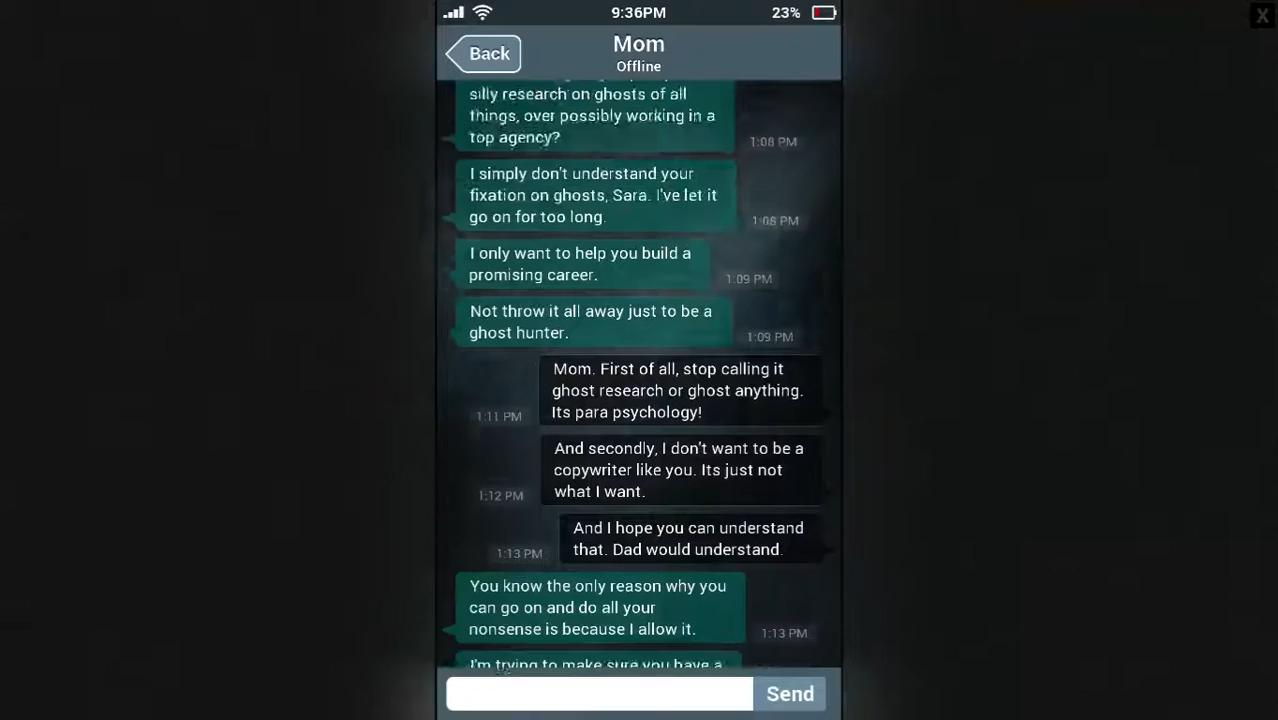 9:36PM
23%
X
Back
Mom
Offline
silly research on ghosts of all
things, over possibly working in a
top agency?
1:08 PM
I simply don't understand your
fixation on ghosts, Sara. I've let it
go on for too long.
1:08 PM
I only want to help you build a
promising career.
1:09 PM
Not throw it all away just to be a
ghost hunter.
1:09 PM
Mom. First of all, stop calling it
ghost research or ghost anything.
Its para psychology!
1:11 PM
And secondly, I don't want to be a
copywriter like you. Its just not
what I want.
1:12 PM
And I hope you can understand
that. Dad would understand.
1:13 PM
You know the only reason why you
can go on and do all your
nonsense is because I allow it.
1:13 PM
I'm trying to make sure you have a
Send